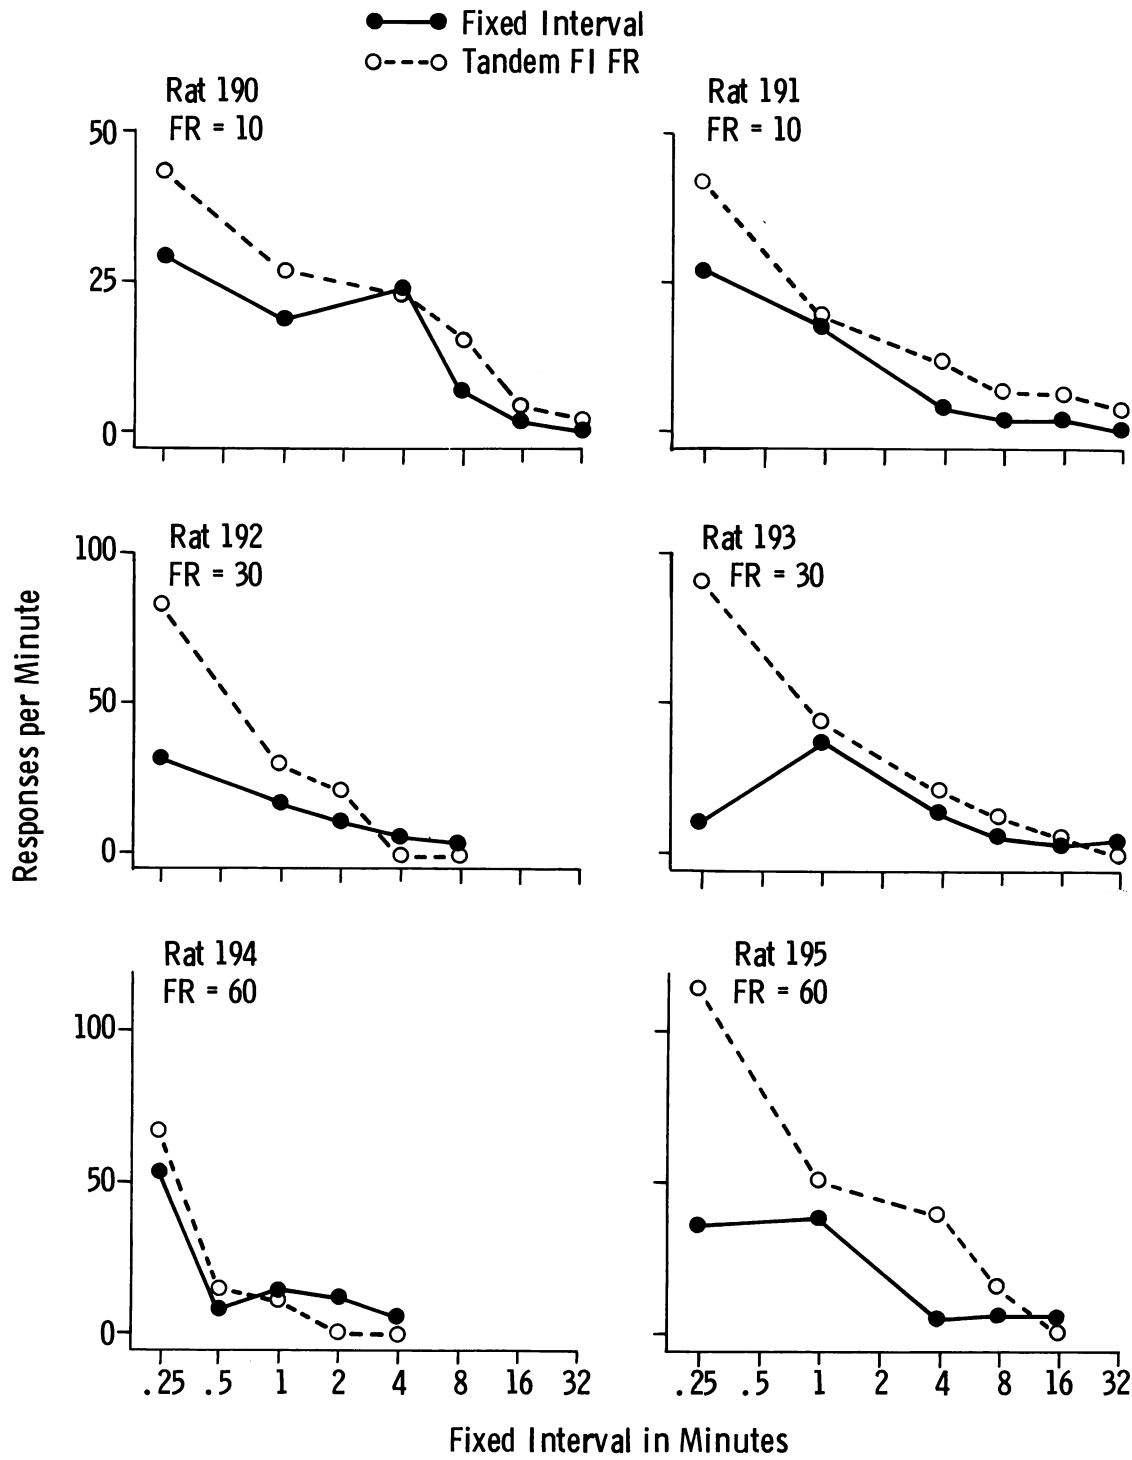 Fixed Interval
Tandem FI FR
Rat 190
FR = 10
Rat 191
FR = 10
50
25
0
Rat 192
FR = 30
Rat 193
FR = 30
100
50
0
Responses per Minute
Rat 194
FR = 60
Rat 195
FR = 60
100
50
0
.25 .5 1 2 4 8 16 32
.25 .5 1 2 4 8 16 32
Fixed Interval in Minutes